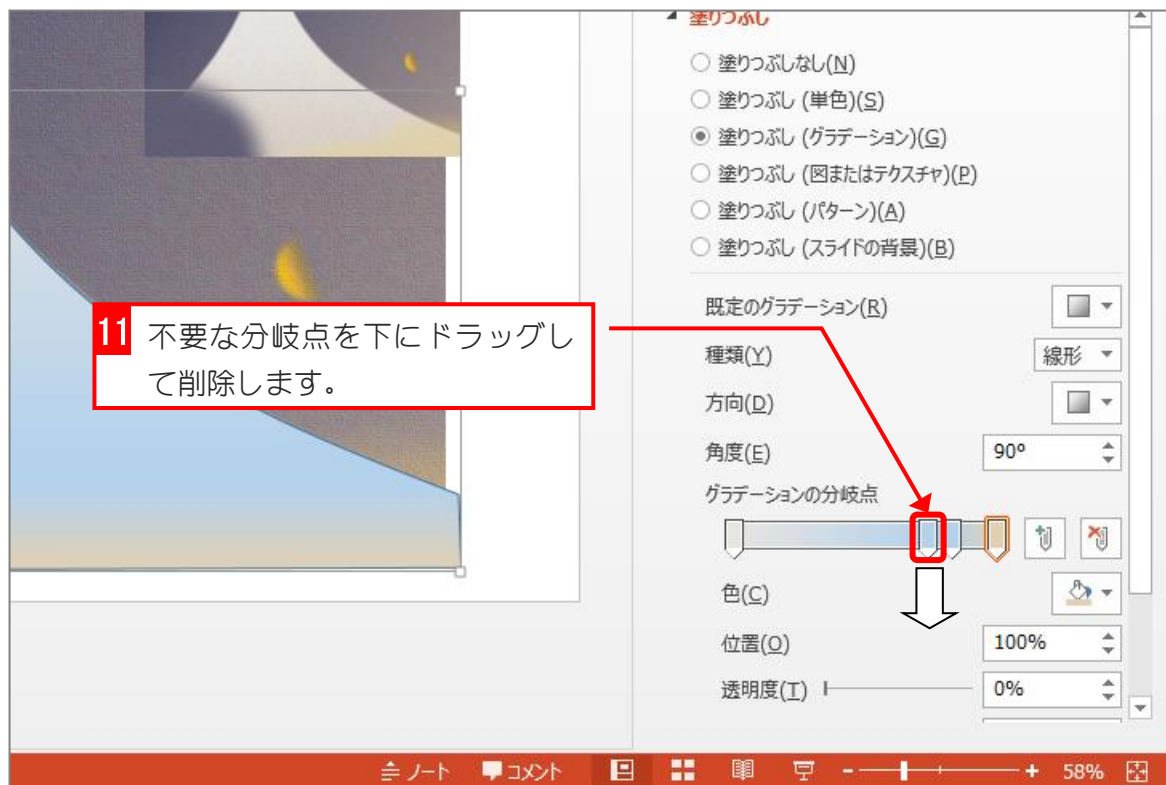 塗りつぶし
塗りつぶしなし(N)
塗りつぶし (単色)(S)
塗りつぶし (グラデーション)(G)
塗りつぶし (図またはテクスチャ)(P)
塗りつぶし (パターン)(A)
塗りつぶし (スライドの背景)(B)
既定のグラデーション(R)
11 不要な分岐点を下にドラッグし
て削除します。
種類(Y) 線形
方向(D)
角度(E) 90°
グラデーションの分岐点
色(C)
位置(O) 100%
透明度(T) 0%
ノート コメント 58%